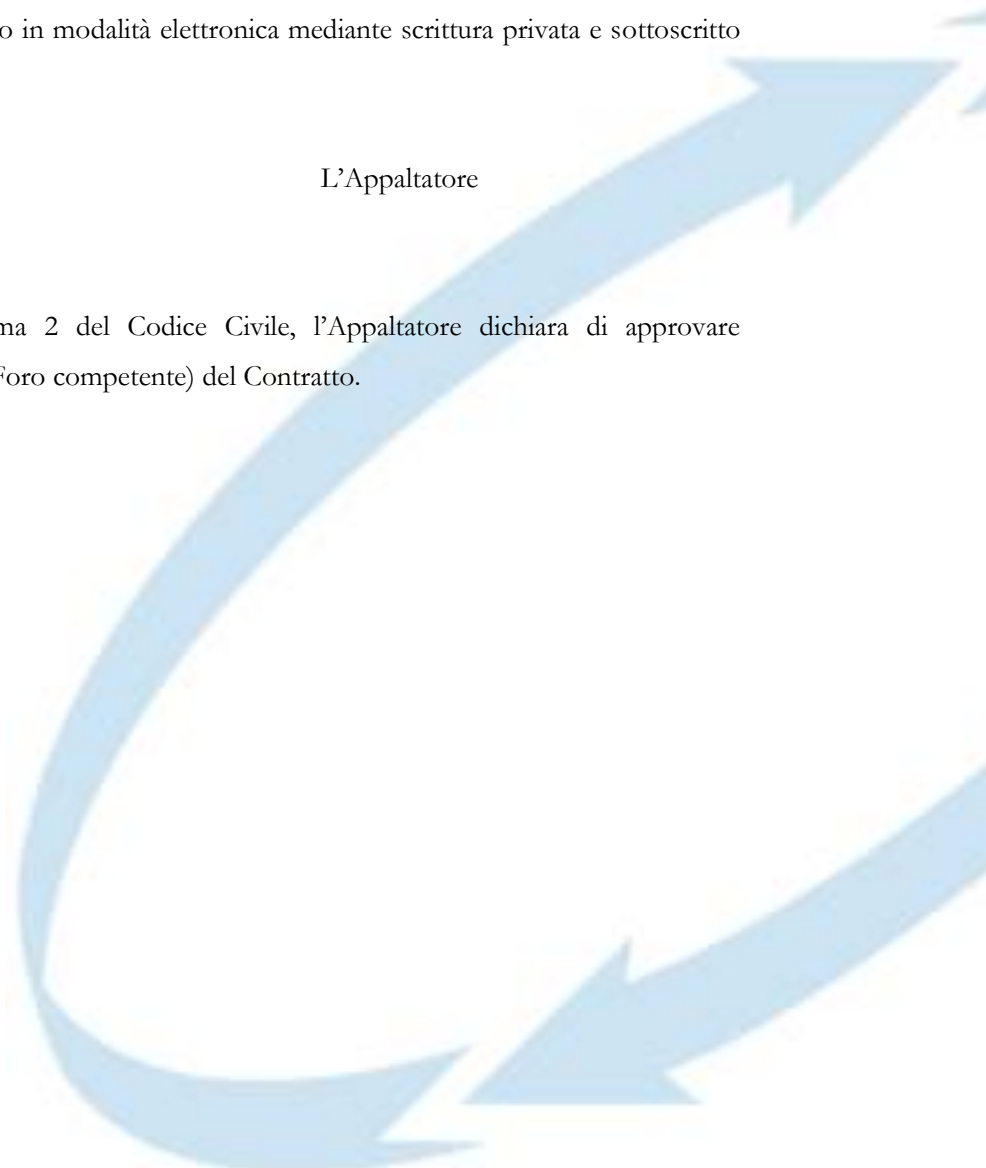 o in modalità elettronica mediante scrittura privata e sottoscritto
L’Appaltatore
ma 2 del Codice Civile, l’Appaltatore dichiara di approvare
Foro competente) del Contratto.